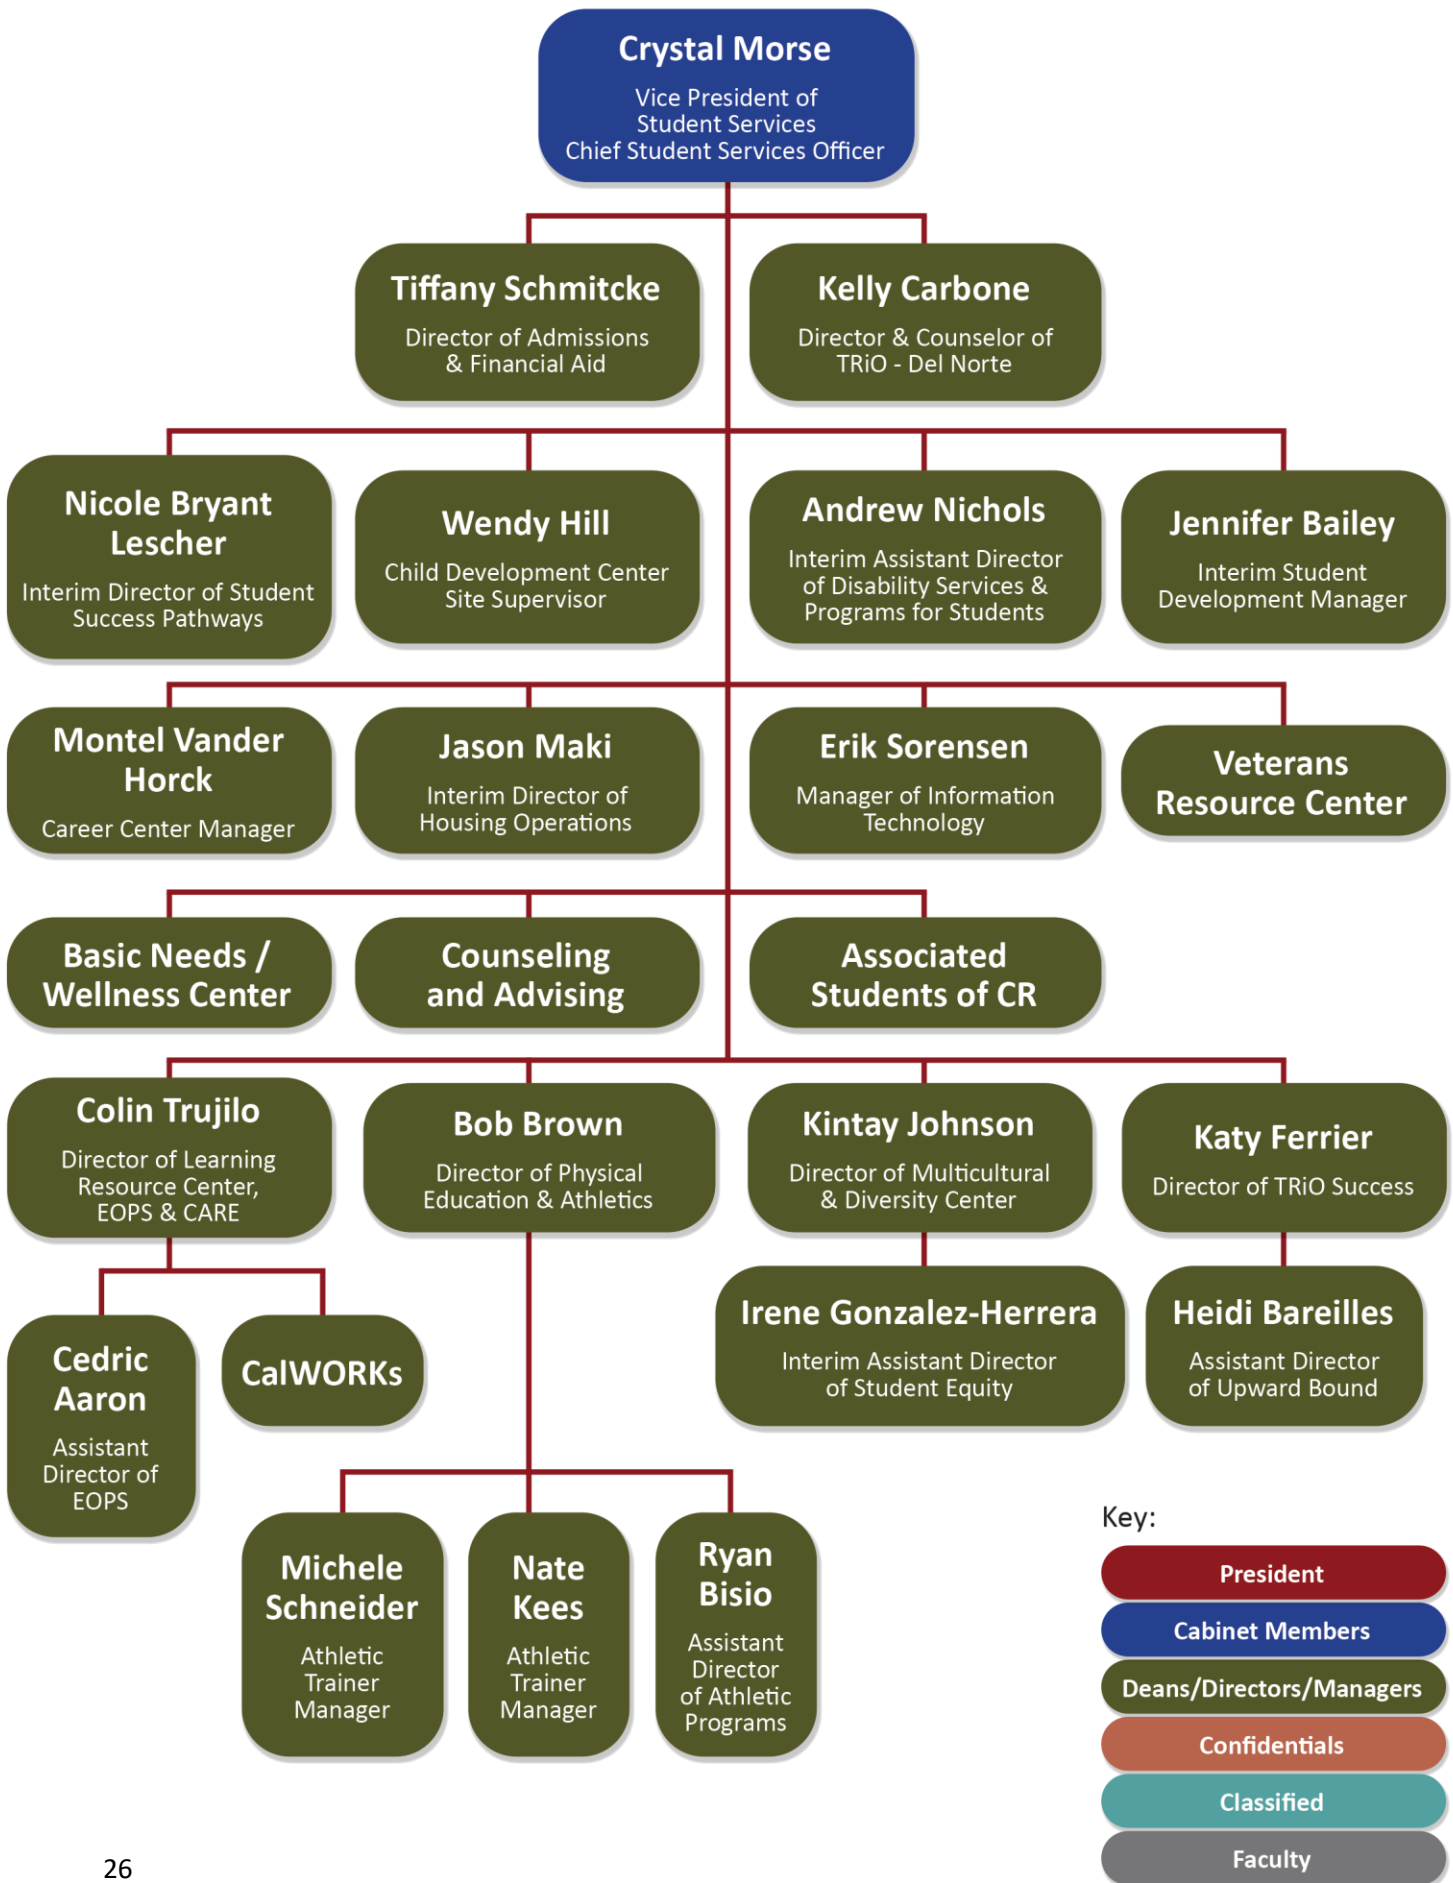 Crystal Morse
Vice President of
Student Services
Chief Student Services Officer
Tiffany Schmitcke
Director of Admissions
& Financial Aid
Kelly Carbone
Director & Counselor of
TRiO - Del Norte
Nicole Bryant
Lescher
Interim Director of Student
Success Pathways
Wendy Hill
Child Development Center
Site Supervisor
Andrew Nichols
Interim Assistant Director
of Disability Services &
Programs for Students
Jennifer Bailey
Interim Student
Development Manager
Montel Vander
Horck
Career Center Manager
Jason Maki
Interim Director of
Housing Operations
Erik Sorensen
Manager of Information
Technology
Veterans
Resource Center
Basic Needs /
Wellness Center
Counseling
and Advising
Associated
Students of CR
Colin Trujilo
Director of Learning
Resource Center,
EOPS & CARE
Bob Brown
Director of Physical
Education & Athletics
Kintay Johnson
Director of Multicultural
& Diversity Center
Katy Ferrier
Director of TRiO Success
Cedric
Aaron
Assistant
Director of
EOPS
CalWORKs
Irene Gonzalez-Herrera
Interim Assistant Director
of Student Equity
Heidi Bareilles
Assistant Director
of Upward Bound
Michele
Schneider
Athletic
Trainer
Manager
Nate
Kees
Athletic
Trainer
Manager
Ryan
Bisio
Assistant
Director
of Athletic
Programs
Key:
President
Cabinet Members
Deans/Directors/Managers
Confidentials
Classified
Faculty
26